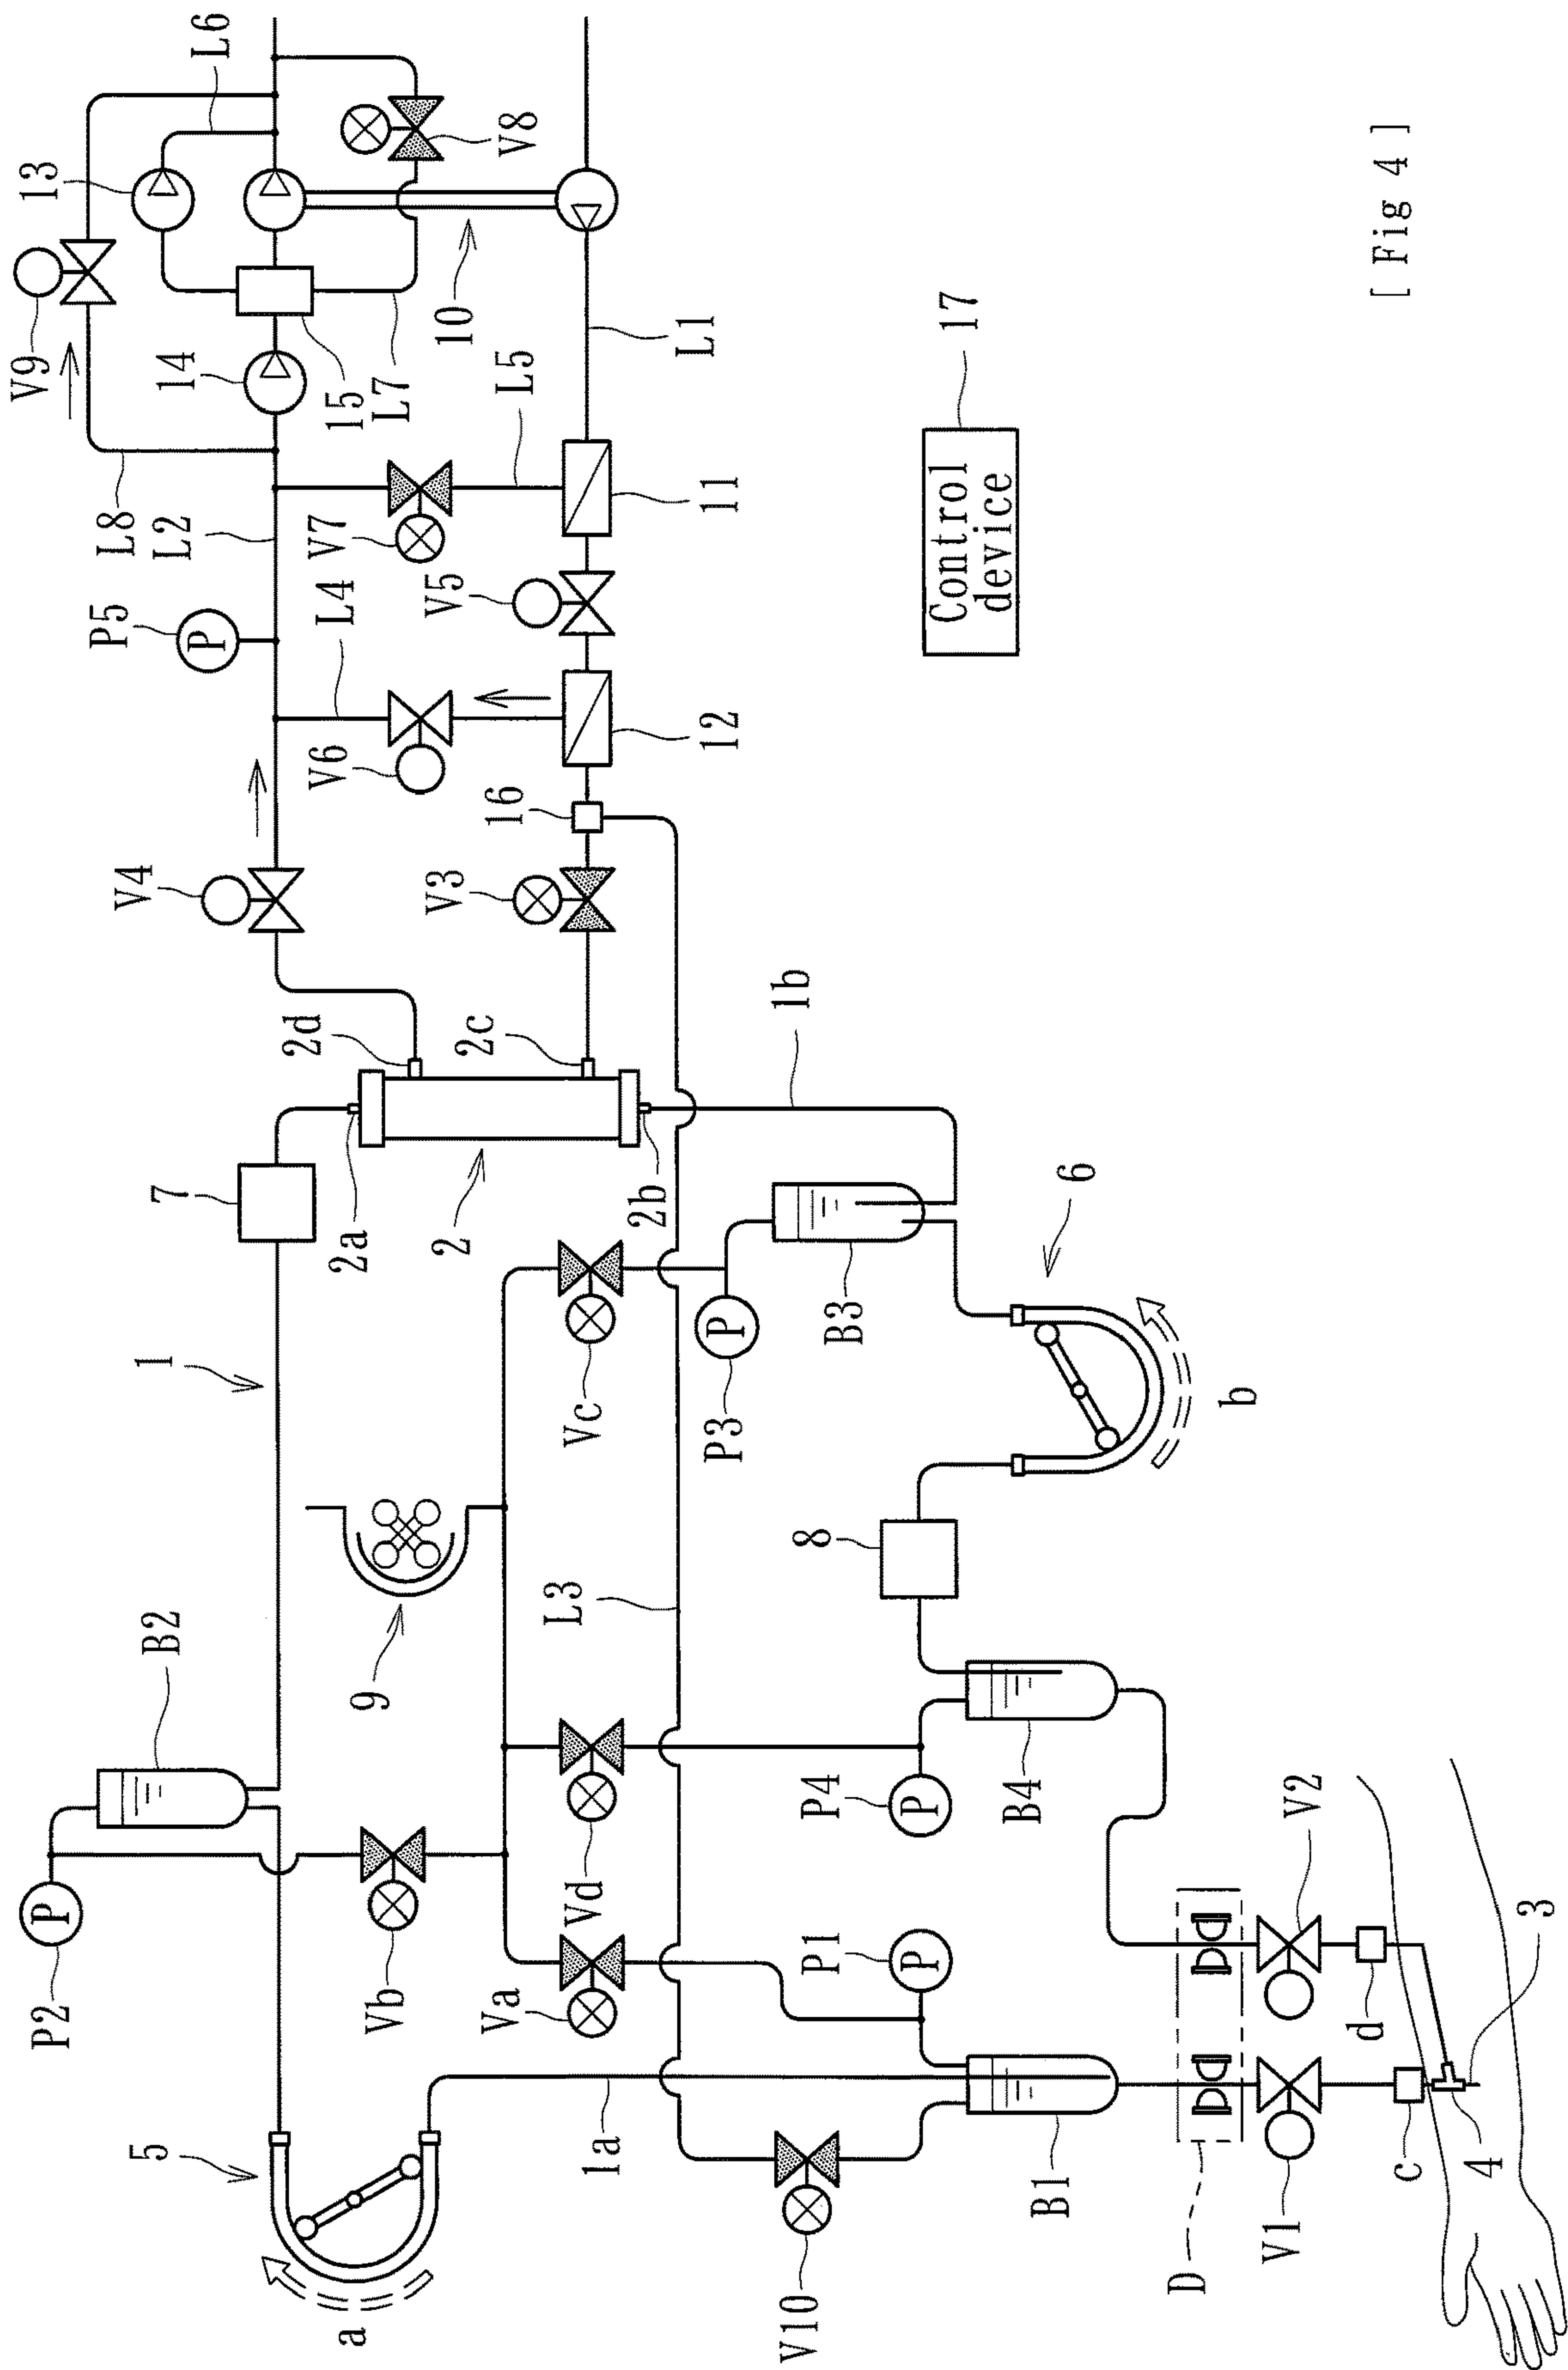 [ Fig 4 ]
P2
B2
1
7
V4
P5
L8
L2
V9
14
13
L6
5
a
Vb
9
2a
2
2d
2c
V6
L4
V7
15
L7
10
V8
L5
V5
Va
Vd
L3
Vc
2b
V3
16
12
11
L1
1a
P
P
P
P
P
P1
P4
P3
8
B3
1b
V10
B1
B4
6
b
Control
device
17
D
V1
V2
c
d
4
3